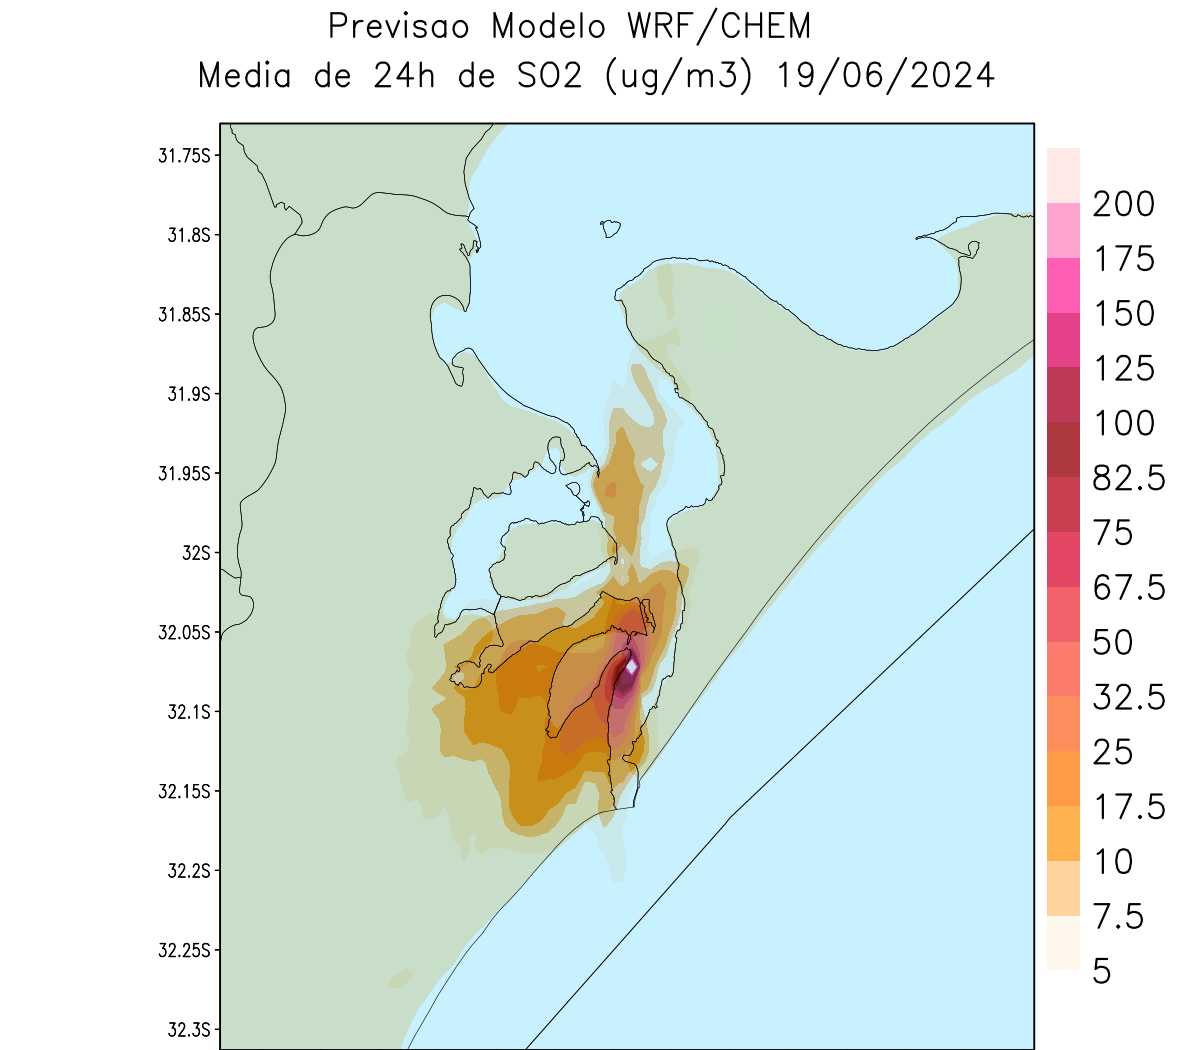 Previsao Modelo WRF/CHEM
Media de 24h de SO2 (ug/m3) 19/06/2024
31.75S
31.8S
31.85S
31.9S
31.95S
32S
32.05S
32.1S
32.15S
32.2S
32.25S
32.3S
200
175
150
125
100
82.5
75
67.5
50
32.5
25
17.5
10
7.5
5